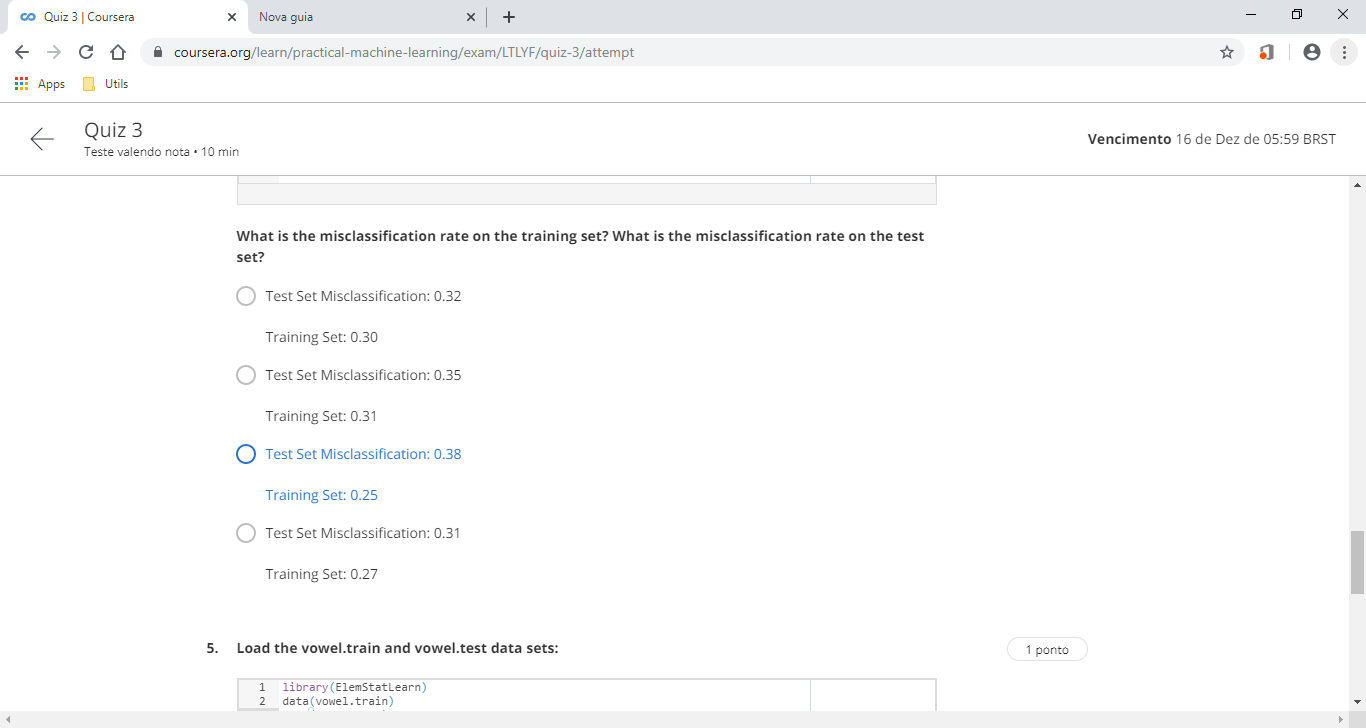 Quiz 3 | Coursera
Nova guia
coursera.org/learn/practical-machine-learning/exam/LTLYF/quiz-3/attempt
Apps
Utils
Quiz 3
Teste valendo nota • 10 min
Vencimento 16 de Dez de 05:59 BRST
What is the misclassification rate on the training set? What is the misclassification rate on the test
set?
Test Set Misclassification: 0.32
Training Set: 0.30
Test Set Misclassification: 0.35
Training Set: 0.31
Test Set Misclassification: 0.38
Training Set: 0.25
Test Set Misclassification: 0.31
Training Set: 0.27
5. Load the vowel.train and vowel.test data sets:
1 ponto
1 library(ElemStatLearn)
2 data(vowel.train)